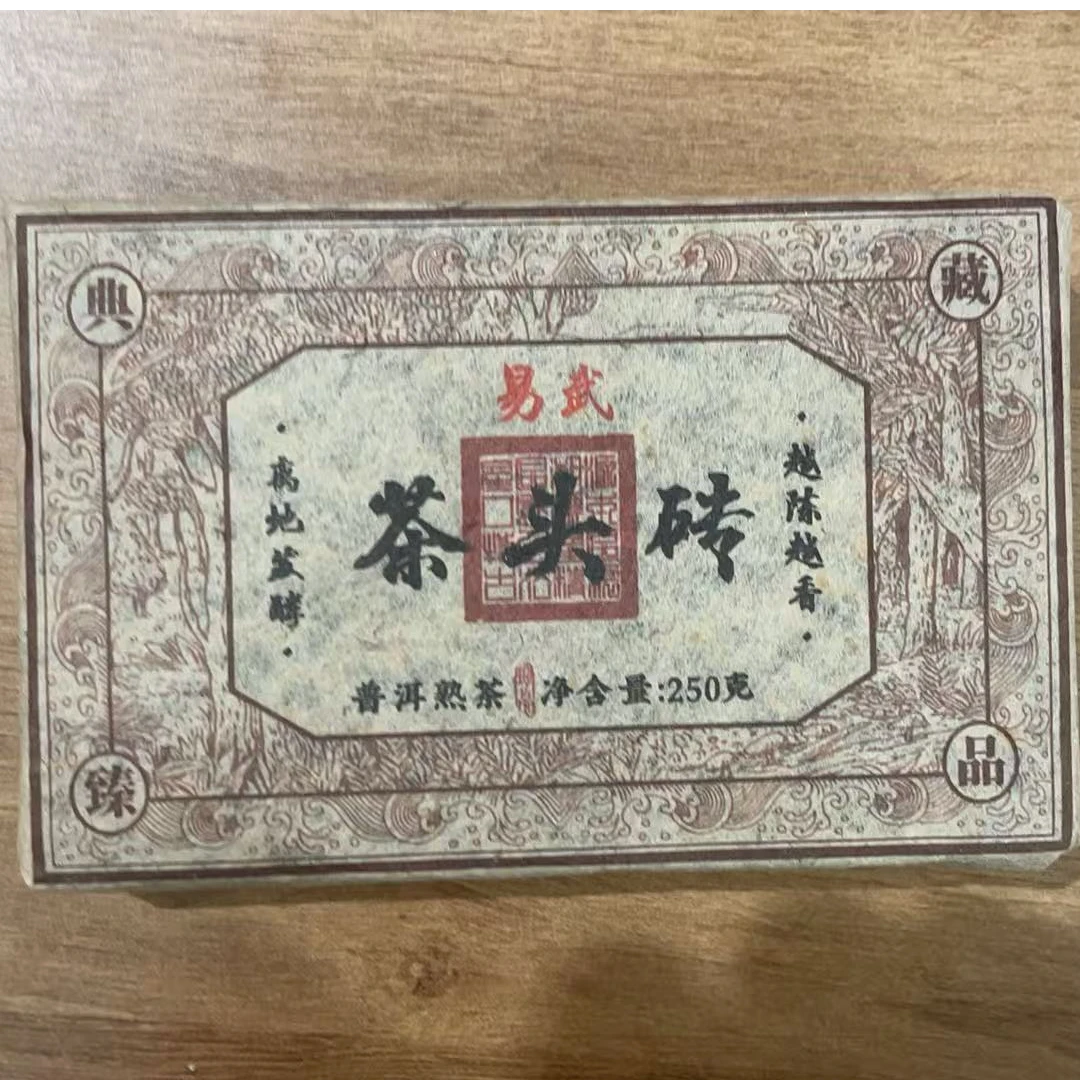 典 藏
易武
离地发酵
茶头砖
越陈越香
普洱熟茶 净含量:250克
臻 品